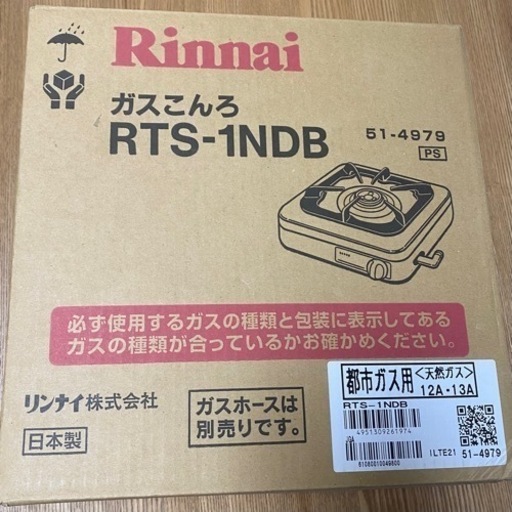 Rinnai
ガスこんろ
RTS-1NDB
51-4979
PS
必ず使用するガスの種類と包装に表示してある
ガスの種類が合っているかお確かめください。
リンナイ株式会社
日本製
ガスホースは
別売りです。
都市ガス用
<天然ガス>
12A・13A
RTS-1NDB
4951309261974
51060010049800
ILTE21
51-4979